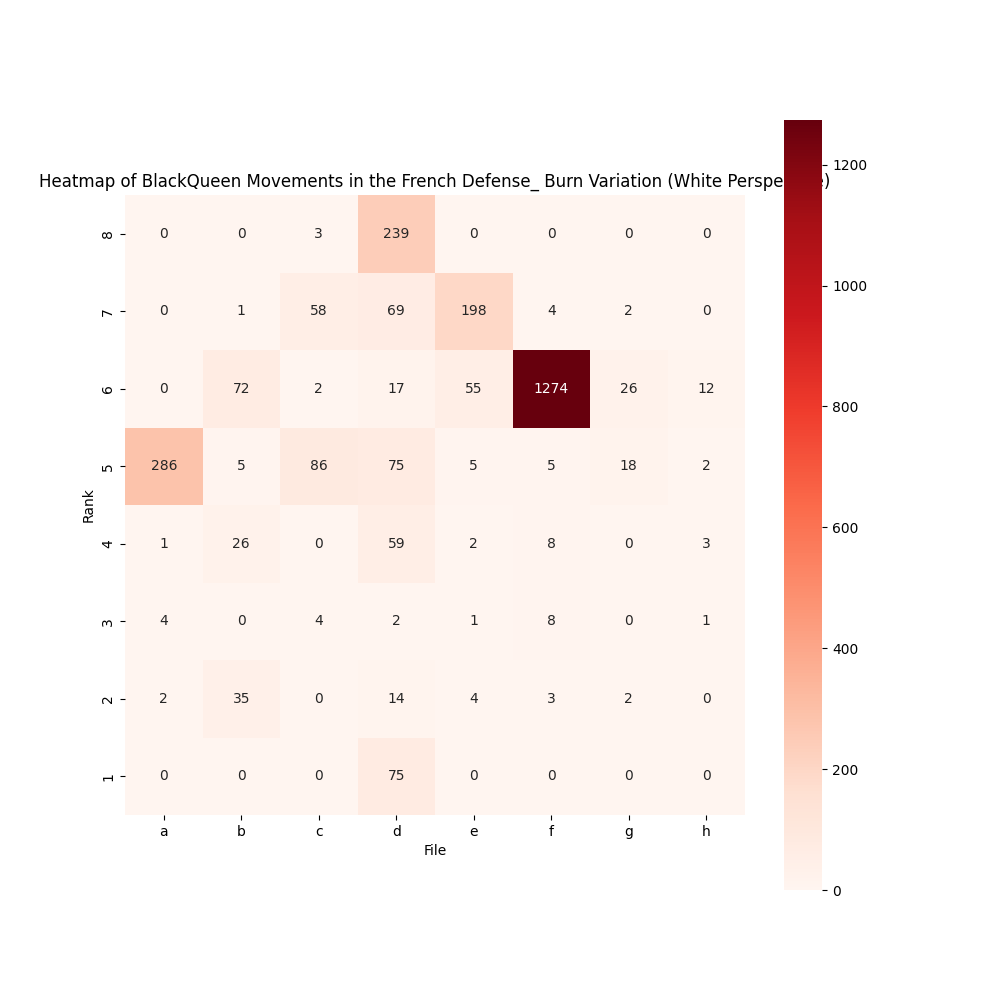 Heatmap of BlackQueen Movements in the French Defense_ Burn Variation (White Perspe )
1200
8 0 0 3 239 0 0 0 0
7 0 1 58 69 198 4 2 0
1000
6 0 72 2 17 55 1274 26 12
800
5 286 5 86 75 5 5 18 2
Rank
4 1 26 0 59 2 8 0 3
600
3 4 0 4 2 1 8 0 1
400
2 2 35 0 14 4 3 2 0
200
1 0 0 0 75 0 0 0 0
a b c d e f g h
File
0